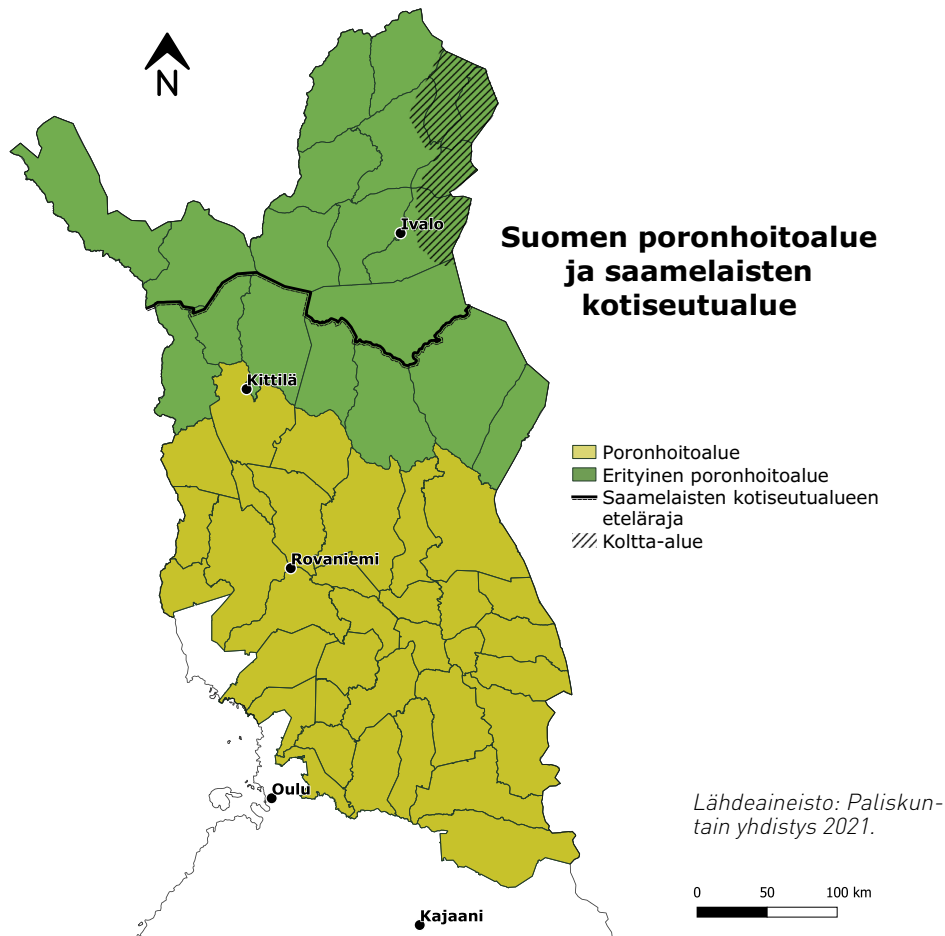 N
Ivalo
Suomen poronhoitoalue
ja saamelaisten
kotiseutualue
Kittilä
Poronhoitoalue
Erityinen poronhoitoalue
Saamelaisten kotiseutualueen
eteläraja
Koltta-alue
Rovaniemi
Oulu
Lähdeaineisto: Paliskun-
tain yhdistys 2021.
0 50 100 km
Kajaani